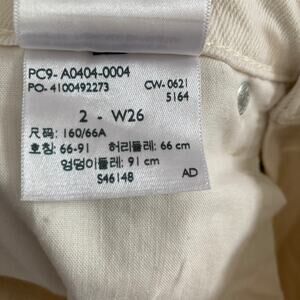 PC9- A0404-0004
PO- 4100492273 CW- 0621
5164
2 - W26
尺码: 160/66A
호칭: 66-91 허리둘레: 66 cm
엉덩이둘레: 91 cm
S46148 AD